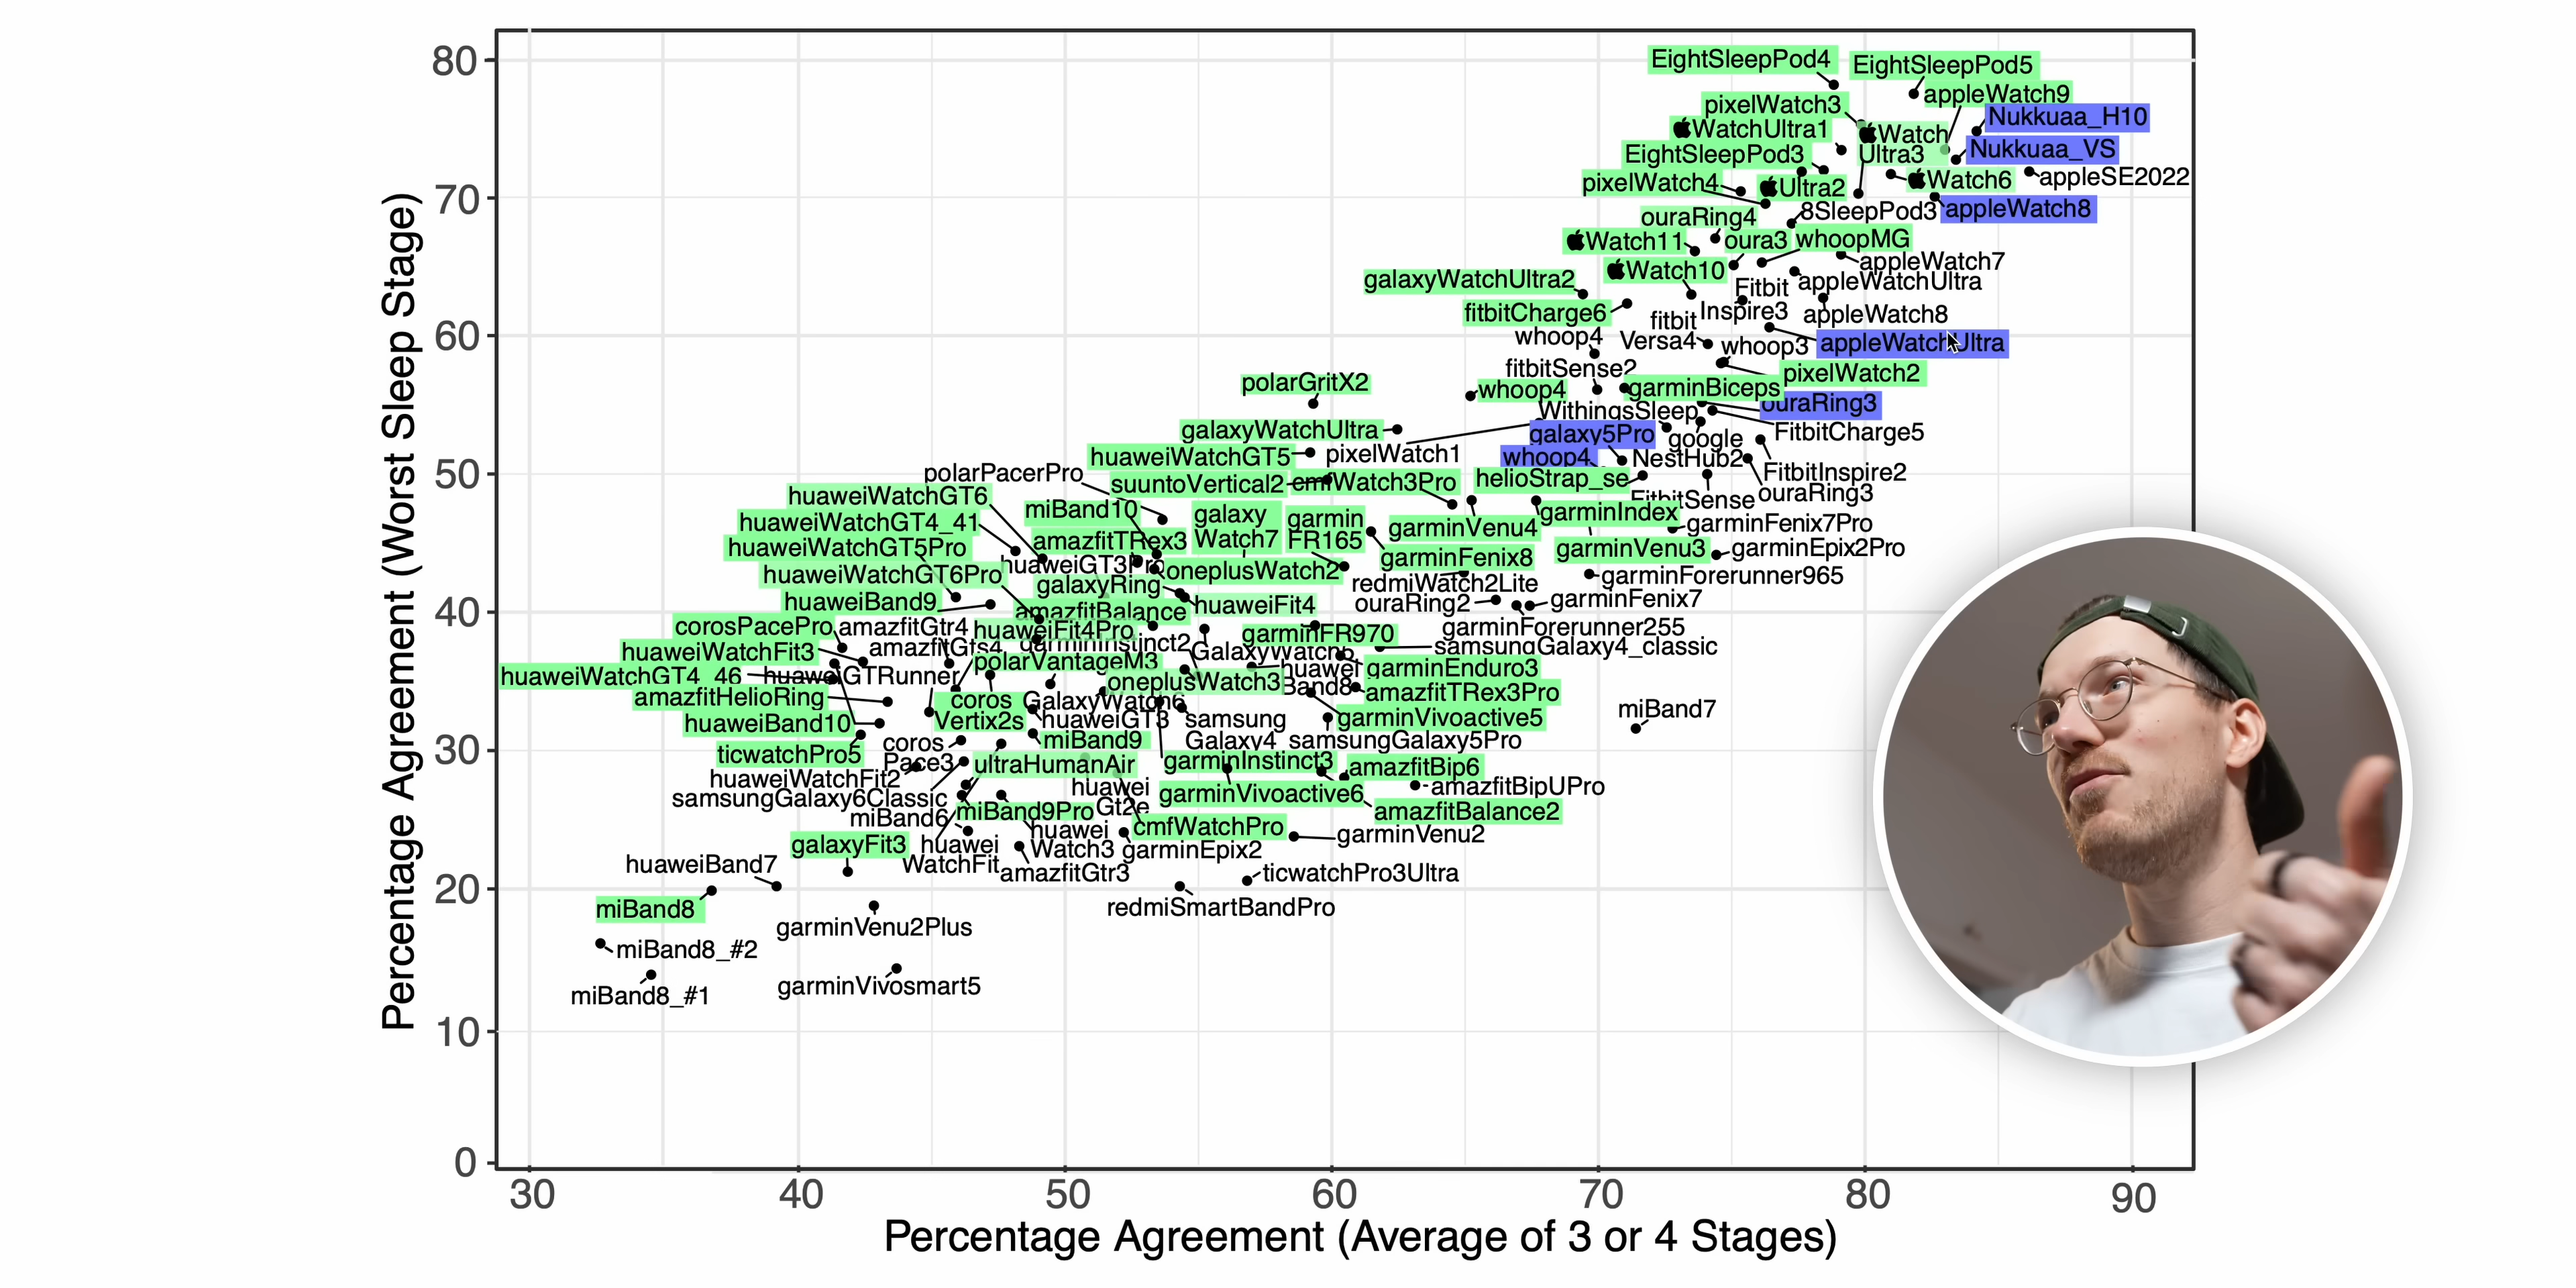 Percentage Agreement (Worst Sleep Stage)
80
70
60
50
40
30
20
10
0
EightSleepPod4
EightSleepPod5
appleWatch9
pixelWatch3
Nukkuaa_H10
WatchUltra1
Watch
Ultra3
Nukkuaa_VS
EightSleepPod3
appleSE2022
pixelWatch4
Ultra2
Watch6
8SleepPod3
appleWatch8
ouraRing4
Watch11
oura3
whoopMG
appleWatch7
Watch10
galaxyWatchUltra2
appleWatchUltra
Fitbit
Inspire3
fitbitCharge6
appleWatch8
fitbit
Versa4
whoop4
whoop3
appleWatchUltra
fitbitSense2
pixelWatch2
polarGritX2
whoop4
garminBiceps
ouraRing3
WithingsSleep
galaxyWatchUltra
galaxy5Pro
google
NestHub2
FitbitCharge5
huaweiWatchGT5
pixelWatch1
whoop4
polarPacerPro
FitbitInspire2
suuntoVertical2
cmfWatch3Pro
helioStrap_se
huaweiWatchGT6
FitbitSense
ouraRing3
miBand10
galaxy
Watch7
garmin
FR165
garminVenu4
garminIndex
huaweiWatchGT4_41
garminFenix7Pro
amazfitTRex3
huaweiWatchGT5Pro
garminFenix8
garminVenu3
garminEpix2Pro
huaweiGT3Pro
oneplusWatch2
huaweiWatchGT6Pro
galaxyRing
redmiWatch2Lite
garminForerunner965
huaweiBand9
amazfitBalance
huaweiFit4
ouraRing2
garminFenix7
corosPacePro
amazfitGtr4
huaweiFit4Pro
garminFR970
garminForerunner255
huaweiWatchFit3
amazfitGts4
garminInstinct2
GalaxyWatch5
samsungGalaxy4_classic
huaweiWatchGT4_46
huaweiGTRunner
polarVantageM3
huawei
Band8
garminEnduro3
oneplusWatch3
amazfitHelioRing
coros
Vertix2s
GalaxyWatch6
amazfitTRex3Pro
huaweiBand10
huaweiGT3
samsung
Galaxy4
garminVivoactive5
miBand7
ticwatchPro5
coros
Pace3
miBand9
samsungGalaxy5Pro
huaweiWatchFit2
ultraHumanAir
garminInstinct3
amazfitBip6
samsungGalaxy6Classic
huawei
Gt2e
garminVivoactive6
amazfitBipUPro
miBand6
miBand9Pro
amazfitBalance2
galaxyFit3
huawei
WatchFit
huawei
Watch3
cmfWatchPro
garminVenu2
garminEpix2
huaweiBand7
amazfitGtr3
ticwatchPro3Ultra
miBand8
redmiSmartBandPro
garminVenu2Plus
miBand8_#2
garminVivosmart5
miBand8_#1
30
40
50
60
70
80
90
Percentage Agreement (Average of 3 or 4 Stages)